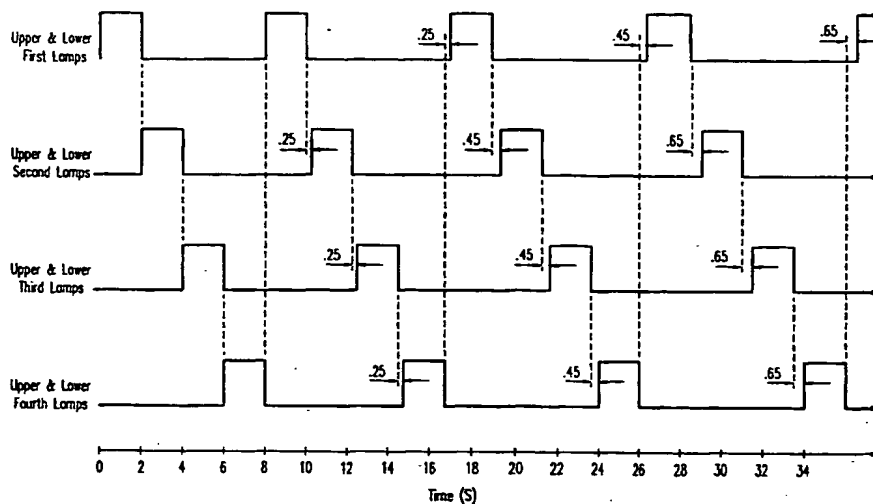 Upper & Lower
First Lamps
.25
.45
.65
Upper & Lower
Second Lamps
.25
.45
.65
Upper & Lower
Third Lamps
.25
.45
.65
Upper & Lower
Fourth Lamps
.25
.45
.65
0 2 4 6 8 10 12 14 16 18 20 22 24 26 28 30 32 34
Time (S)